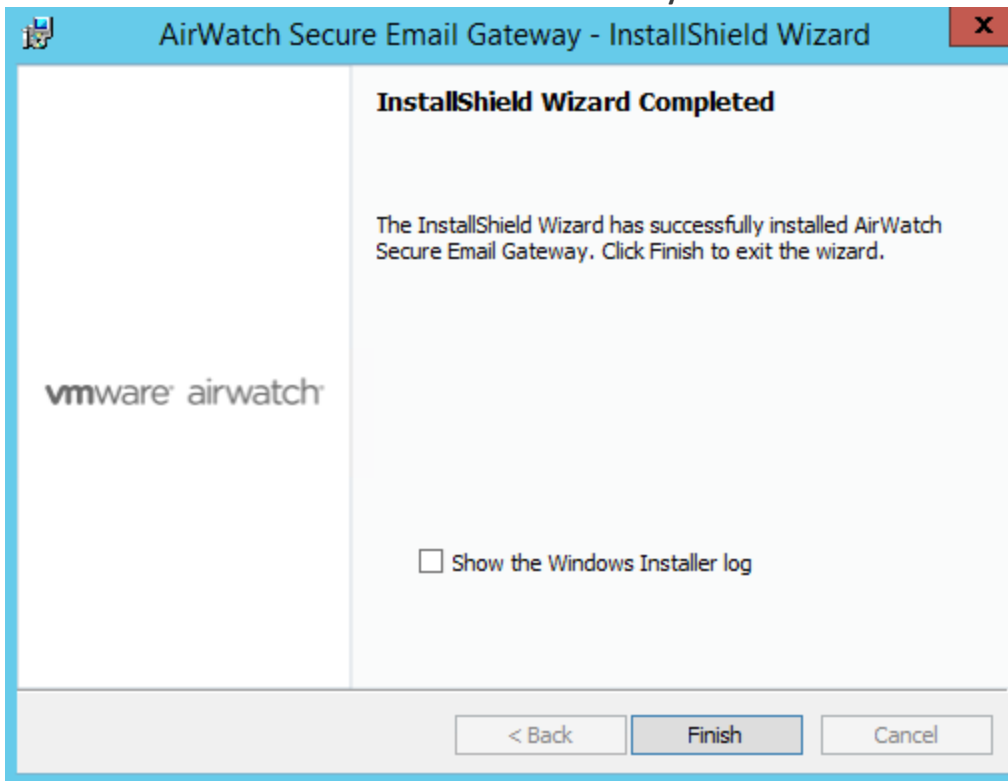 AirWatch Secure Email Gateway - InstallShield Wizard
x
InstallShield Wizard Completed
The InstallShield Wizard has successfully installed AirWatch
Secure Email Gateway. Click Finish to exit the wizard.
vmware airwatch
Show the Windows Installer log
< Back
Finish
Cancel